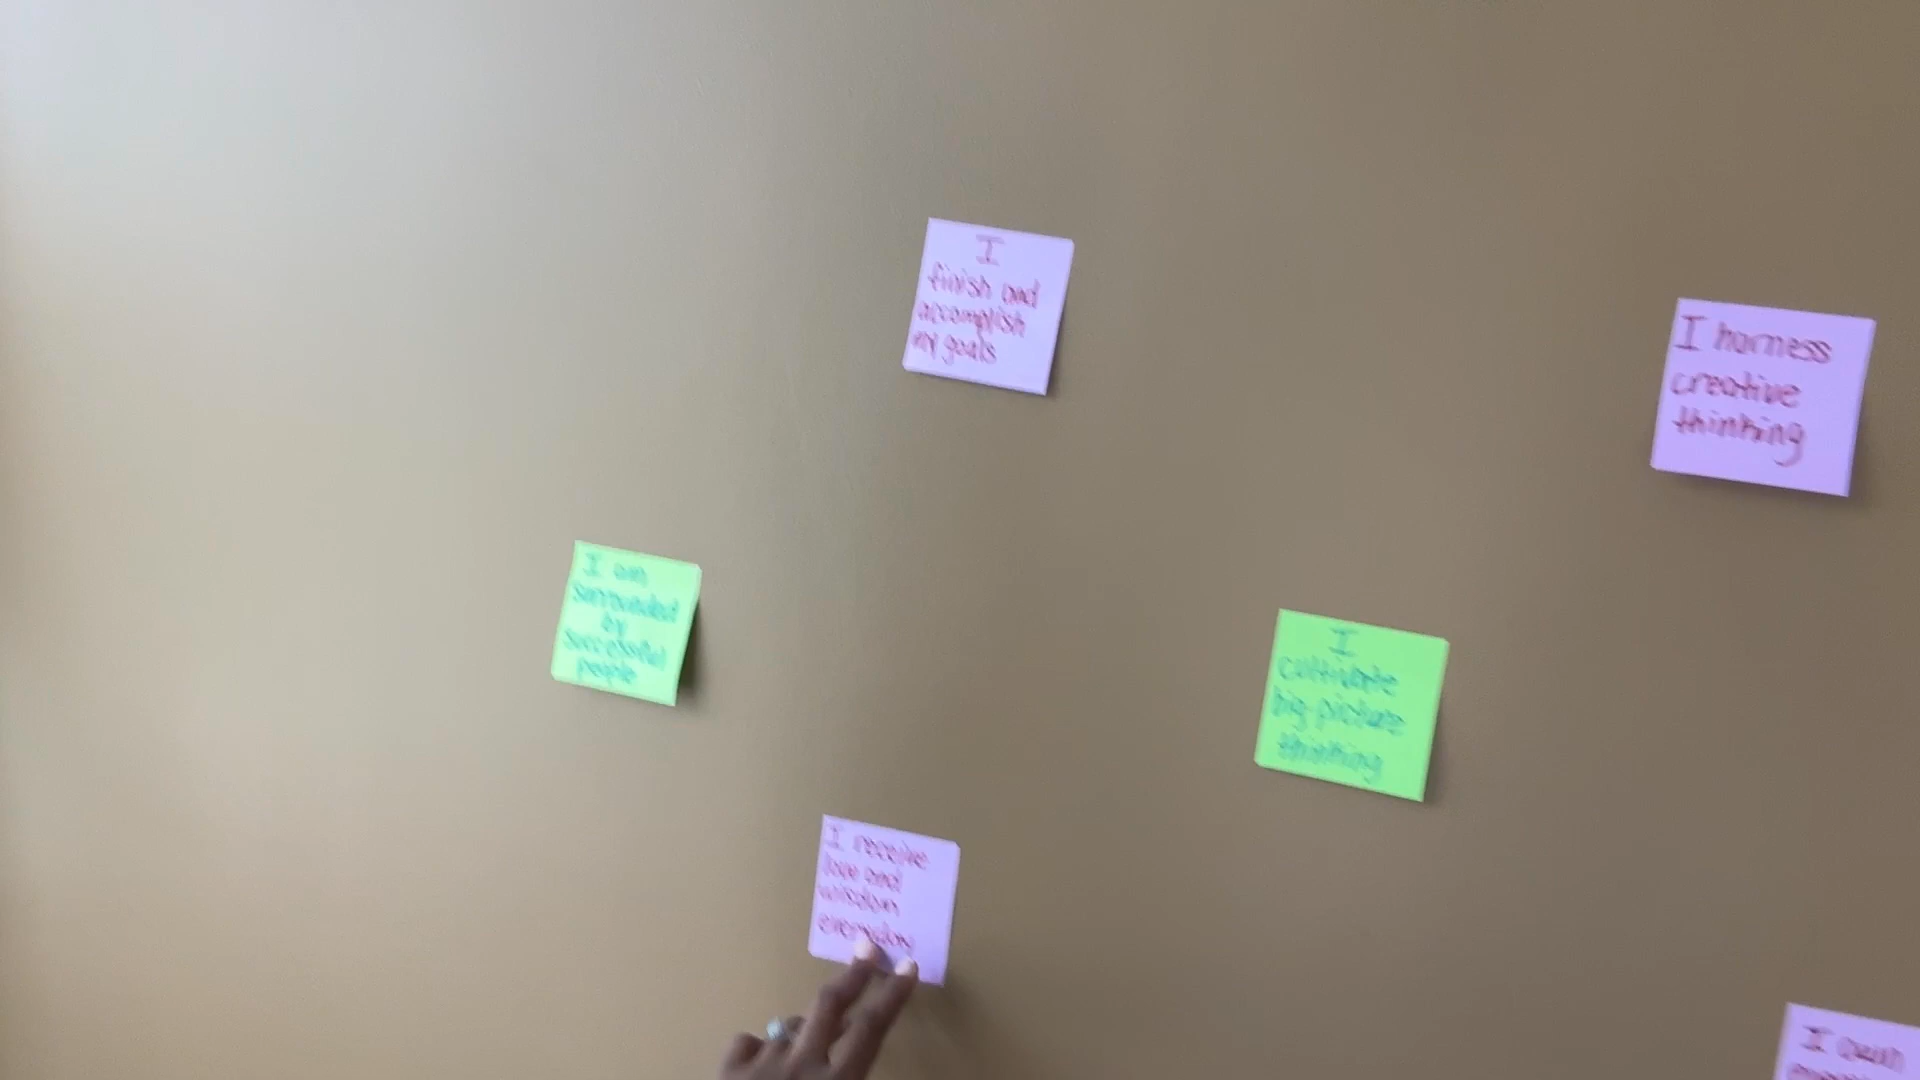 I
finish and
accomplish
my goals
I harness
creative
thinking
I am
surrounded
by
successful
people
I
cultivate
big picture
thinking
I receive
love and
wisdom
everyday
I